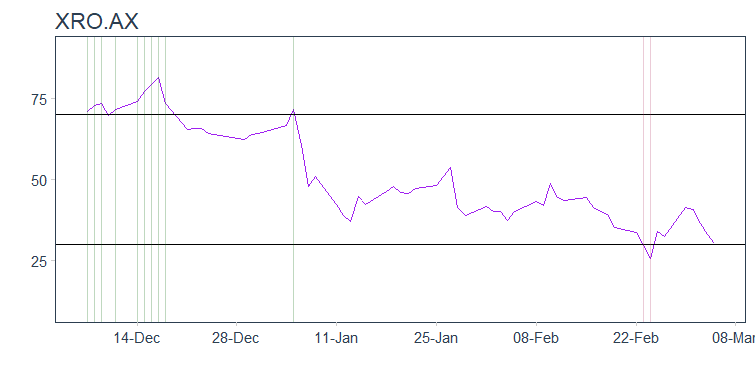 XRO.AX
75
50
25
14-Dec
28-Dec
11-Jan
25-Jan
08-Feb
22-Feb
08-Mar